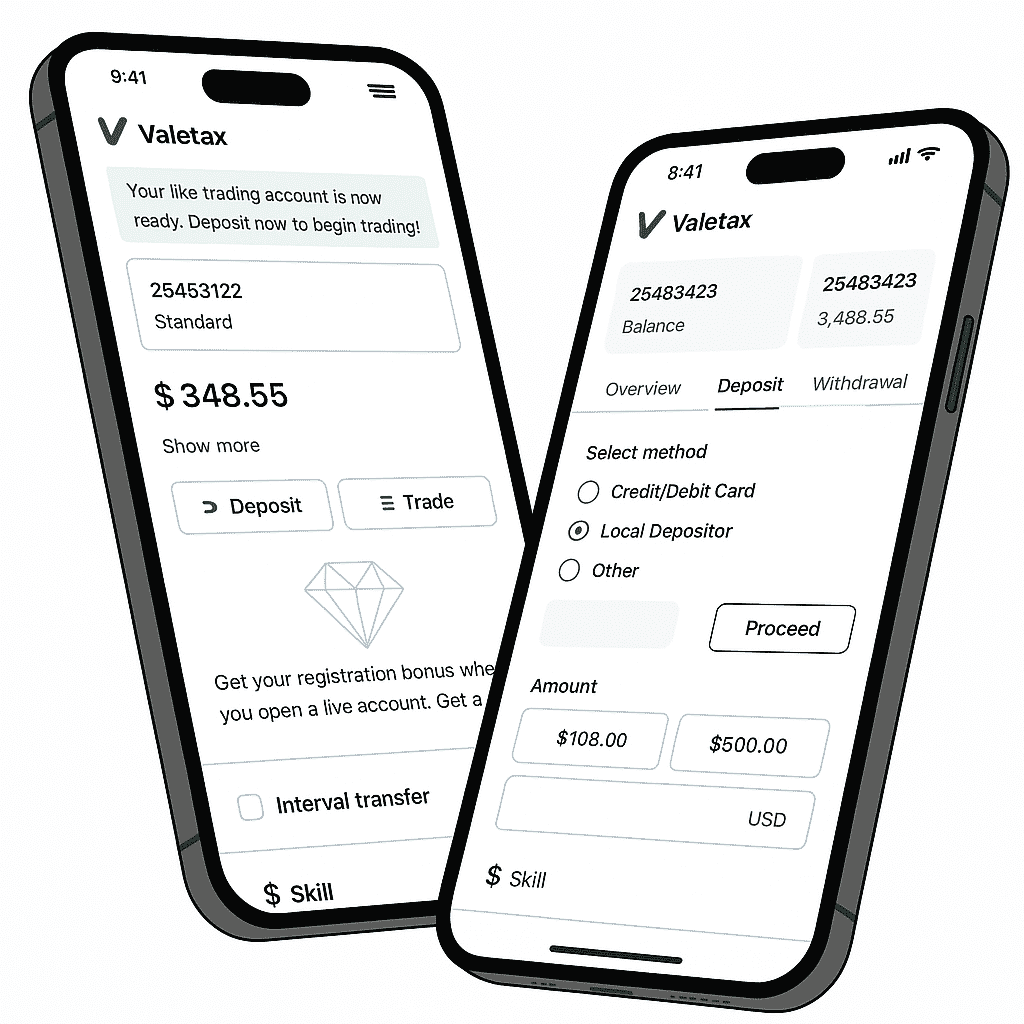 9:41
Valetax
Your like trading account is now
ready. Deposit now to begin trading!
25453122
Standard
$ 348.55
Show more
Deposit
Trade
Get your registration bonus whe
you open a live account. Get a
Interval transfer
$ Skill
8:41
Valetax
25483423
Balance
25483423
3,488.55
Overview
Deposit
Withdrawal
Select method
Credit/Debit Card
Local Depositor
Other
Proceed
Amount
$108.00
$500.00
USD
$ Skill